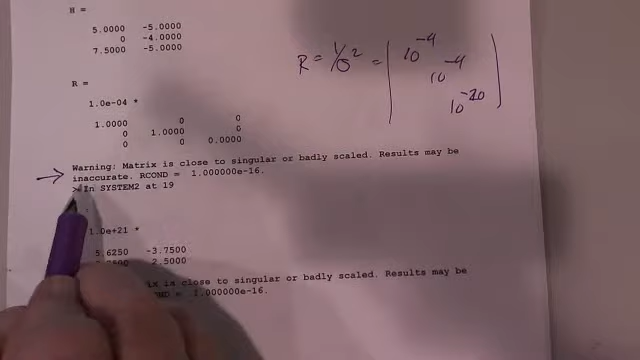 H =
5.0000 -5.0000
0 -4.0000
7.5000 -5.0000
R = 1/σ² =
10⁻⁴
10⁻⁴
10⁻²⁰
R =
1.0e-04 *
1.0000 0 0
0 1.0000 0
0 0 0.0000
Warning: Matrix is close to singular or badly scaled. Results may be
inaccurate. RCOND = 1.000000e-16.
> In SYSTEM2 at 19
1.0e+21 *
5.6250 -3.7500
2.5000
is close to singular or badly scaled. Results may be
= 1.000000e-16.